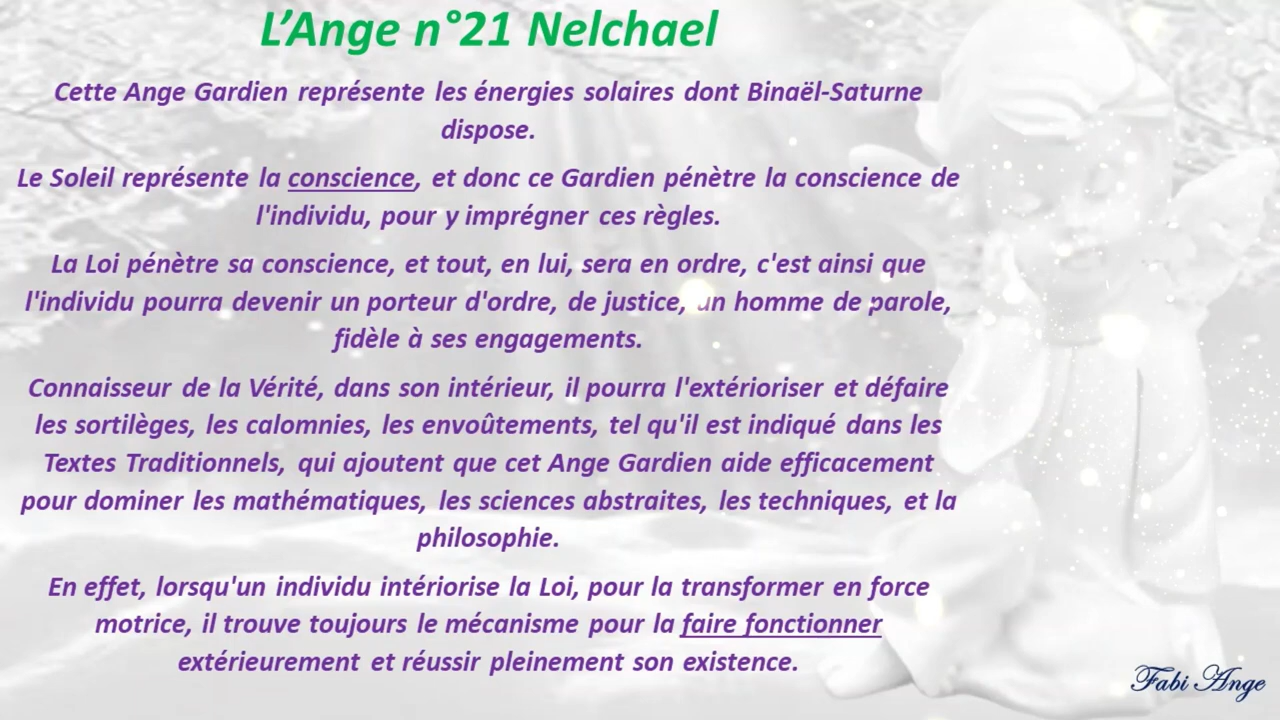 L’Ange n°21 Nelchael
Cette Ange Gardien représente les énergies solaires dont Binaël-Saturne
dispose.
Le Soleil représente la conscience, et donc ce Gardien pénètre la conscience de
l'individu, pour y imprégner ces règles.
La Loi pénètre sa conscience, et tout, en lui, sera en ordre, c'est ainsi que
l'individu pourra devenir un porteur d'ordre, de justice, un homme de parole,
fidèle à ses engagements.
Connaisseur de la Vérité, dans son intérieur, il pourra l'extérioriser et défaire
les sortilèges, les calomnies, les envoûtements, tel qu'il est indiqué dans les
Textes Traditionnels, qui ajoutent que cet Ange Gardien aide efficacement
pour dominer les mathématiques, les sciences abstraites, les techniques, et la
philosophie.
En effet, lorsqu'un individu intériorise la Loi, pour la transformer en force
motrice, il trouve toujours le mécanisme pour la faire fonctionner
extérieurement et réussir pleinement son existence.
Fabi Ange